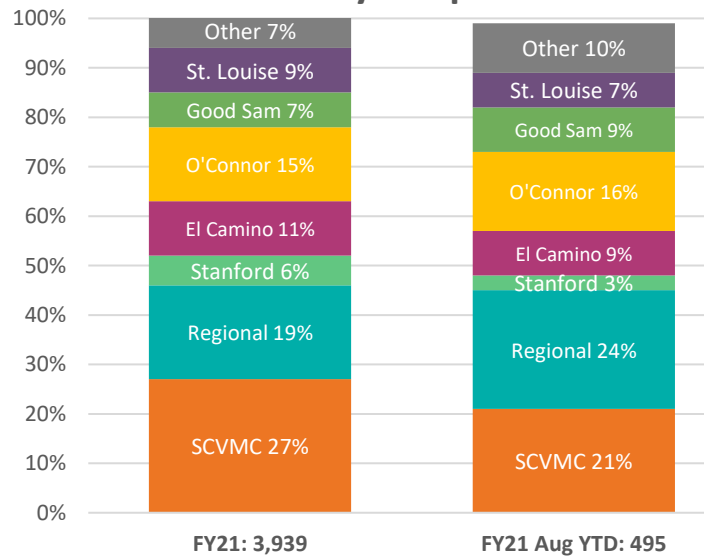 100%
90%
80%
70%
60%
50%
40%
30%
20%
10%
0%
Other 7%
St. Louise 9%
Good Sam 7%
O'Connor 15%
El Camino 11%
Stanford 6%
Regional 19%
SCVMC 27%
Other 10%
St. Louise 7%
Good Sam 9%
O'Connor 16%
El Camino 9%
Stanford 3%
Regional 24%
SCVMC 21%
FY21: 3,939
FY21 Aug YTD: 495